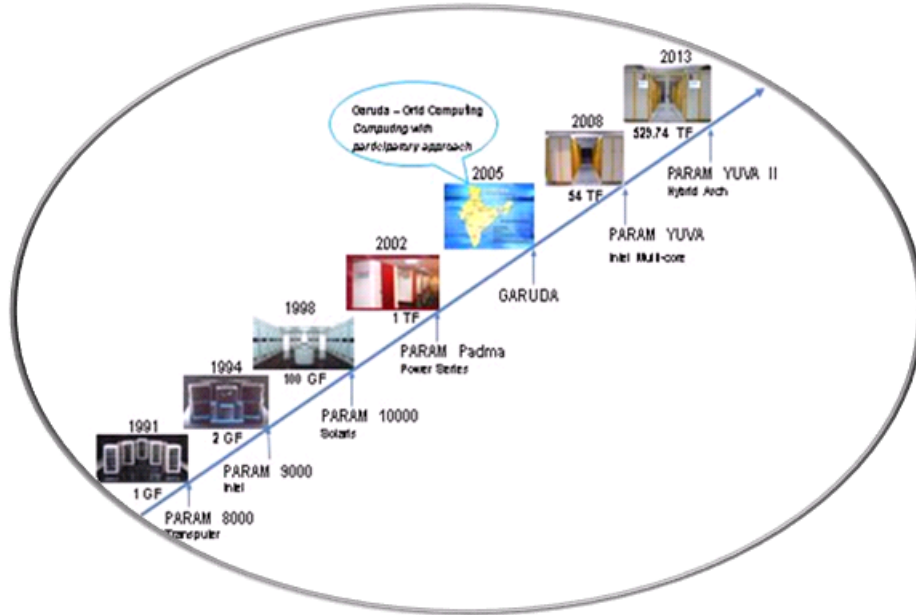 2013
Garuda – Grid Computing
Computing with
participatory approach
2008
529.74 TF
PARAM YUVA II
Hybrid Arch
2005
54 TF
PARAM YUVA
Intel Multi-core
2002
GARUDA
1998
1 TF
PARAM Padma
Power Series
1994
100 GF
PARAM 10000
Solaris
1991
2 GF
PARAM 9000
Intel
1 GF
PARAM 8000
Transputer